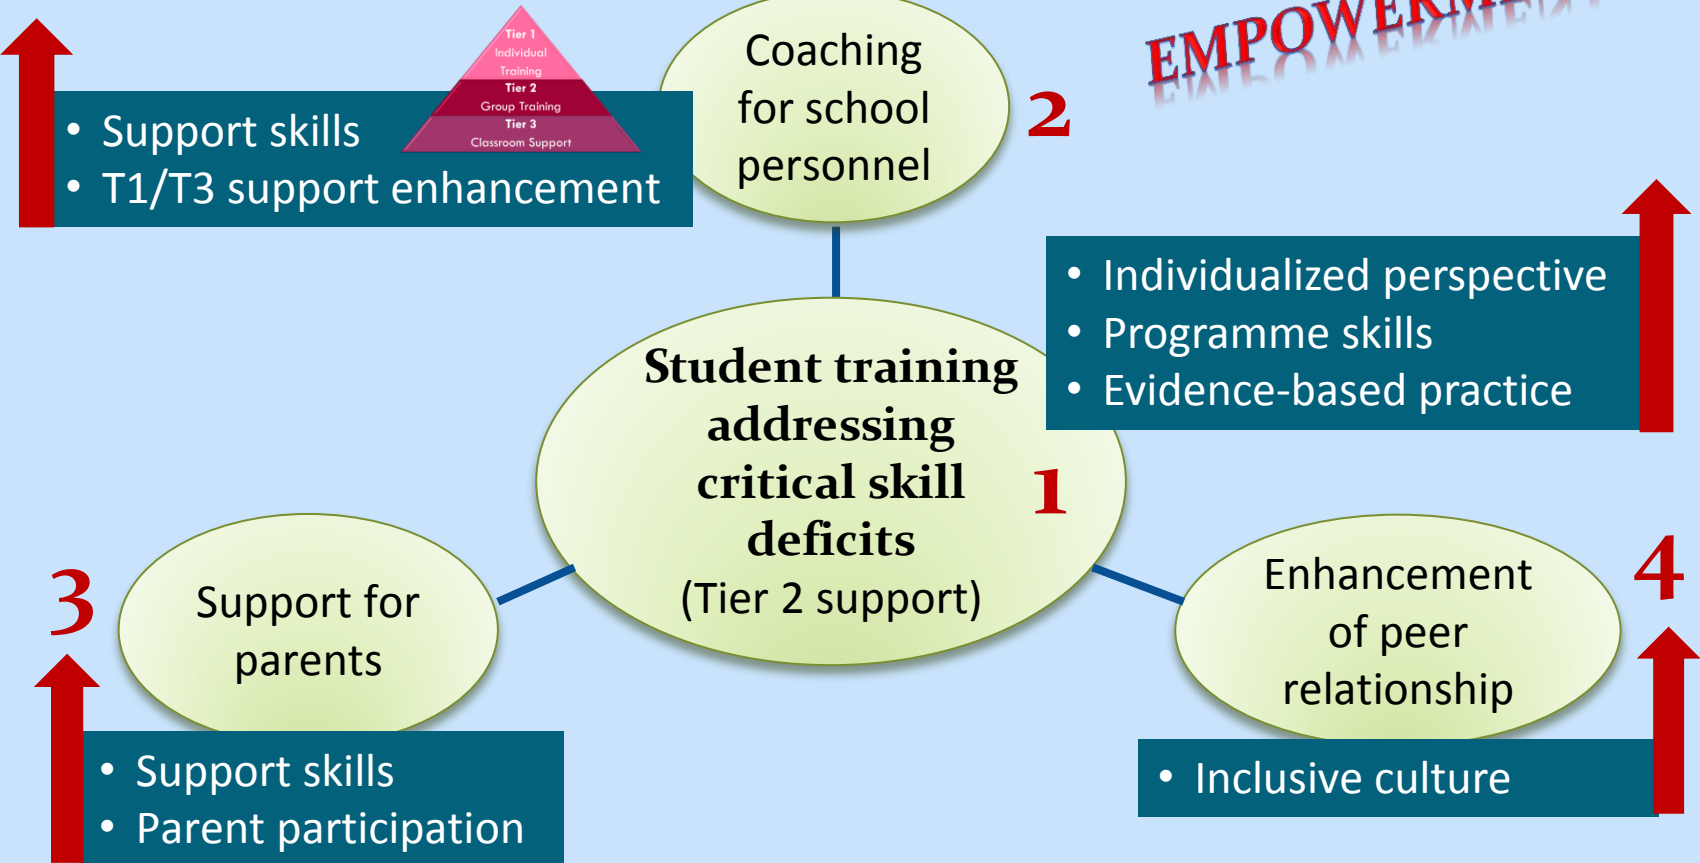 EMPOWERME
Tier 1
Individual
Training
Tier 2
Group Training
Tier 3
Classroom Support
• Support skills
• T1/T3 support enhancement
Coaching
for school
personnel
2
• Individualized perspective
• Programme skills
• Evidence-based practice
Student training
addressing
critical skill
deficits
(Tier 2 support)
1
3
Support for
parents
• Support skills
• Parent participation
4
Enhancement
of peer
relationship
• Inclusive culture